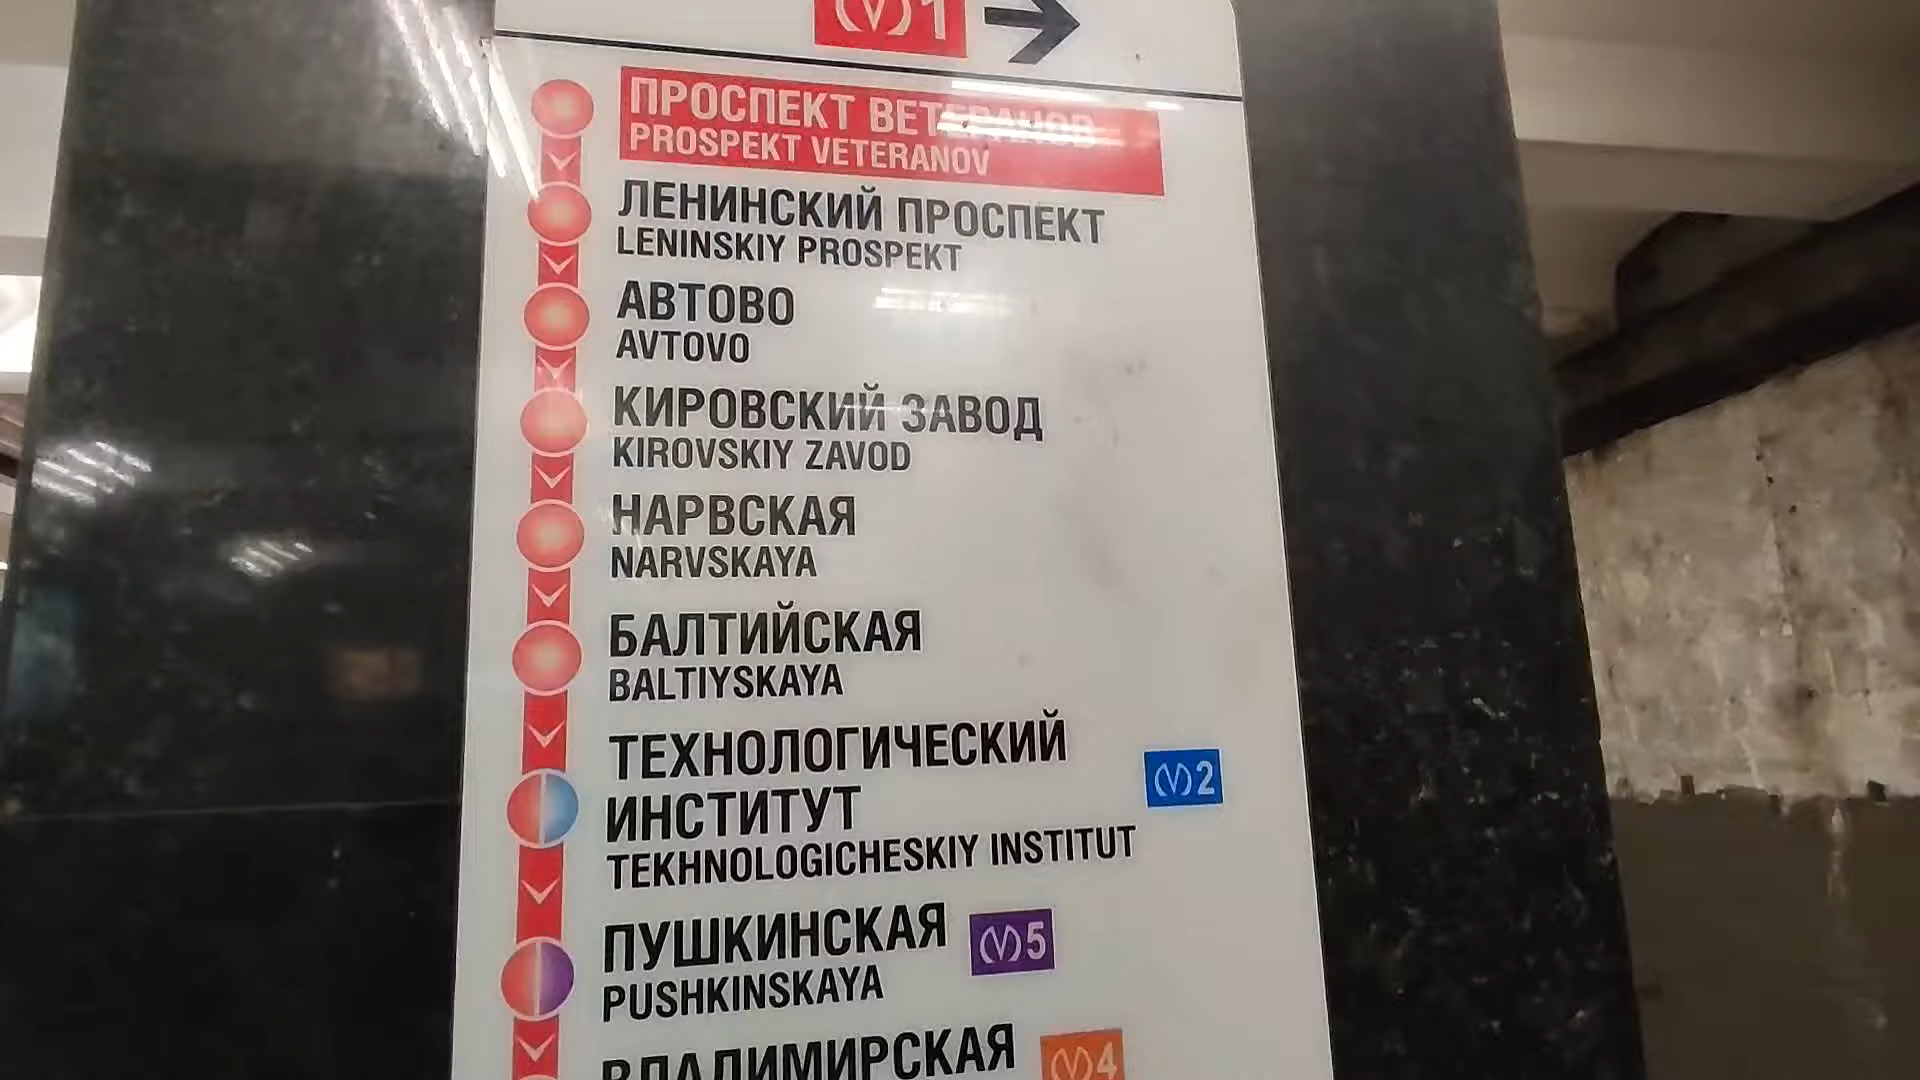 1
ПРОСПЕКТ ВЕТЕРАНОВ
PROSPEKT VETERANOV
ЛЕНИНСКИЙ ПРОСПЕКТ
LENINSKIY PROSPEKT
АВТОВО
AVTOVO
КИРОВСКИЙ ЗАВОД
KIROVSKIY ZAVOD
НАРВСКАЯ
NARVSKAYA
БАЛТИЙСКАЯ
BALTIYSKAYA
ТЕХНОЛОГИЧЕСКИЙ
2
ИНСТИТУТ
TEKHNOLOGICHESKIY INSTITUT
ПУШКИНСКАЯ 5
PUSHKINSKAYA
ВЛАДИМИРСКАЯ 4